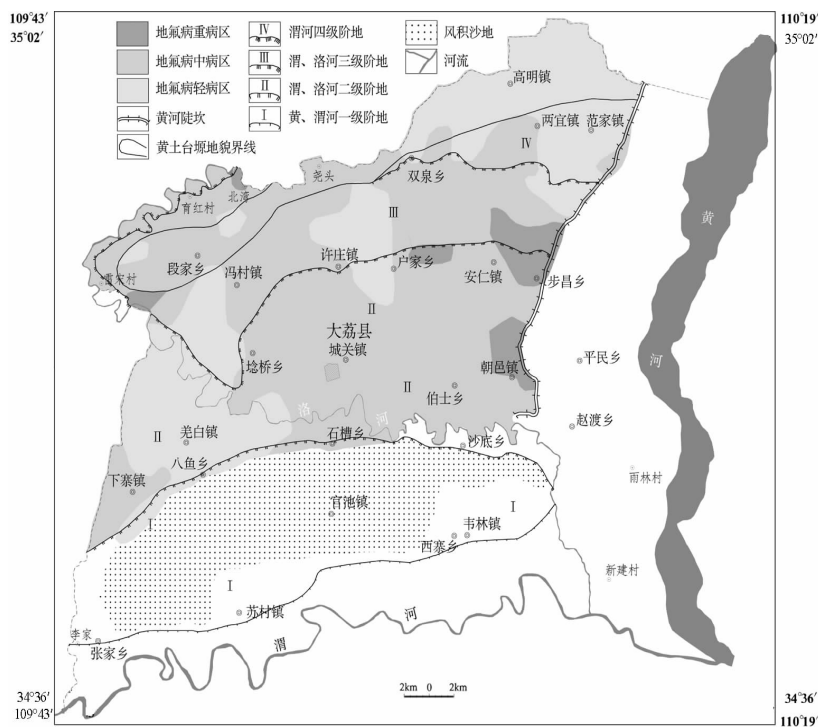 109°43′
35°02′
110°19′
35°02′
地氟病重病区
地氟病中病区
地氟病轻病区
黄河陡坎
黄土台塬地貌界线
Ⅳ 渭河四级阶地
Ⅲ 渭、洛河三级阶地
Ⅱ 渭、洛河二级阶地
Ⅰ 黄、渭河一级阶地
风积沙地
河流
高明镇
两宜镇
范家镇
Ⅳ
尧头
双泉乡
北湾
育红村
黄
Ⅲ
段家乡
许庄镇
户家乡
安仁镇
雷宋村
冯村镇
步昌乡
Ⅱ
大荔县
城关镇
埝桥乡
朝邑镇
平民乡
河
Ⅱ
伯士乡
洛
河
赵渡乡
Ⅱ
羌白镇
石槽乡
沙底乡
八鱼乡
下寨镇
雨林村
官池镇
Ⅰ
Ⅰ
韦林镇
西寨乡
新建村
Ⅰ
苏村镇
河
李家
张家乡
渭
2km 0 2km
34°36′
109°43′
34°36′
110°19′